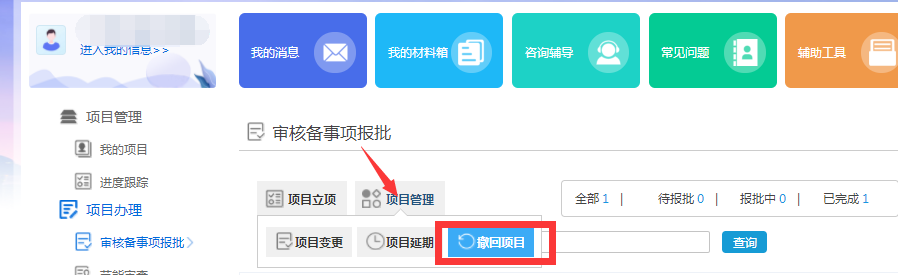 进入我的信息>>
我的消息
我的材料箱
咨询辅导
常见问题
辅助工具
项目管理
我的项目
进度跟踪
项目办理
审核备事项报批
节能审查
审核备事项报批
项目立项
项目管理
全部 1 | 待报批 0 | 报批中 0 | 已完成 1
项目变更
项目延期
撤回项目
查询